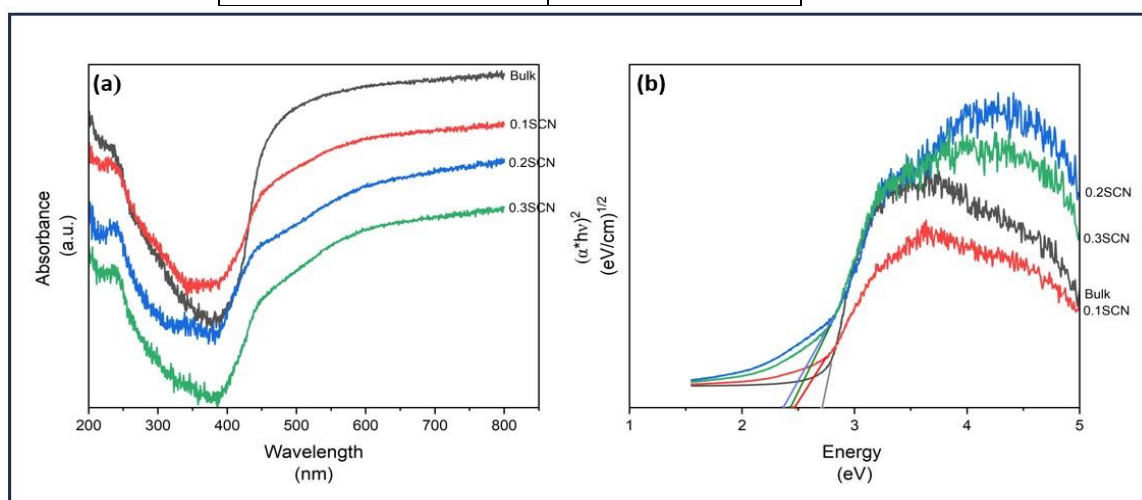 (a)
Bulk
0.1SCN
0.2SCN
0.3SCN
Absorbance
(a.u.)
200 300 400 500 600 700 800
Wavelength
(nm)
(b)
0.2SCN
0.3SCN
Bulk
0.1SCN
(α*hν)²
(eV/cm)¹/²
1 2 3 4 5
Energy
(eV)